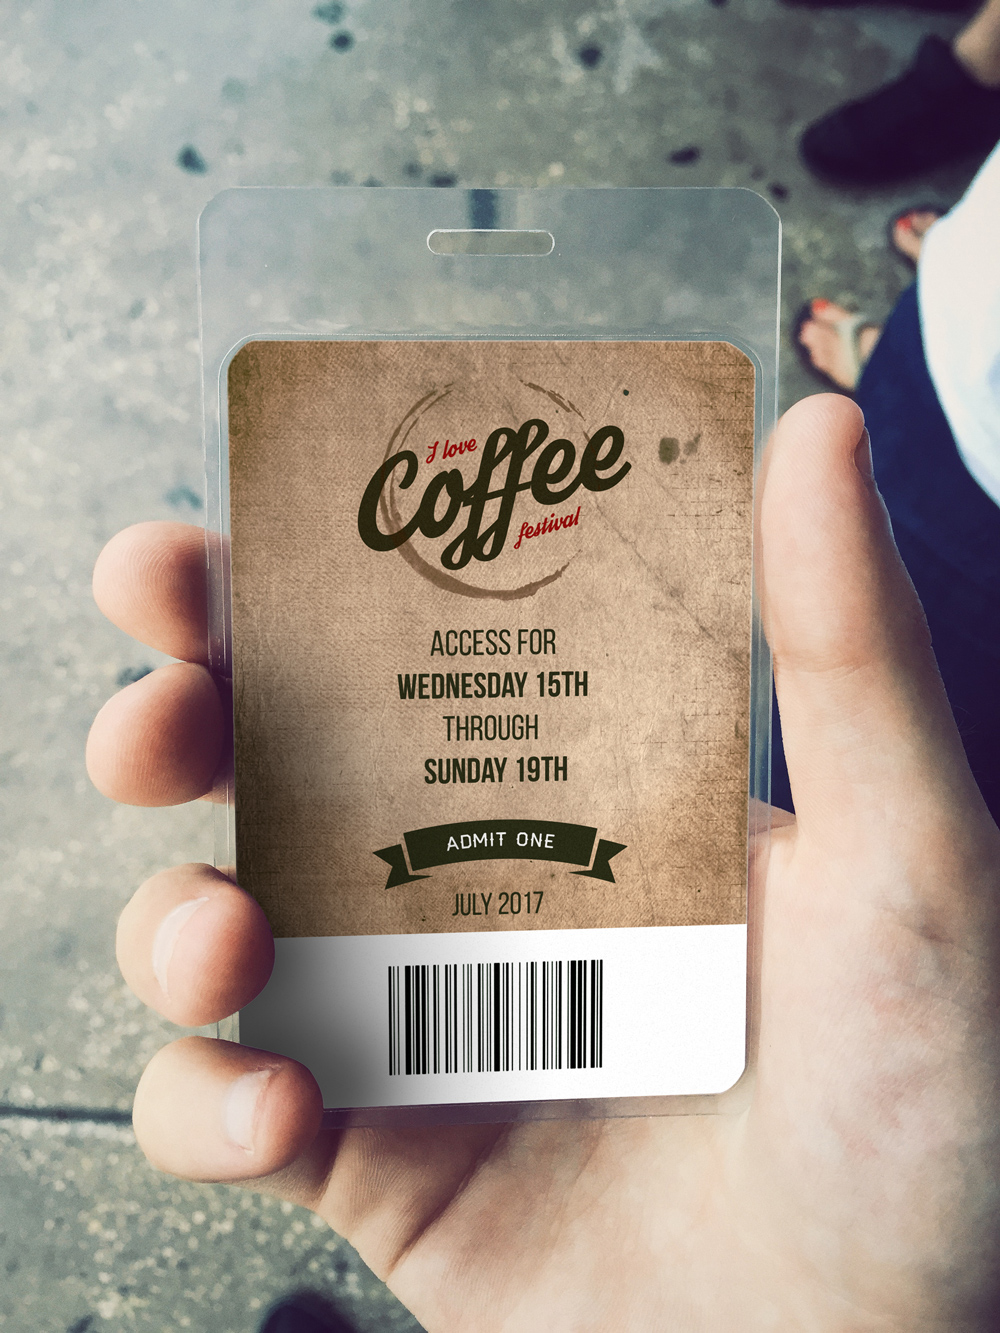 I love
Coffee
festival
ACCESS FOR
WEDNESDAY 15TH
THROUGH
SUNDAY 19TH
ADMIT ONE
JULY 2017